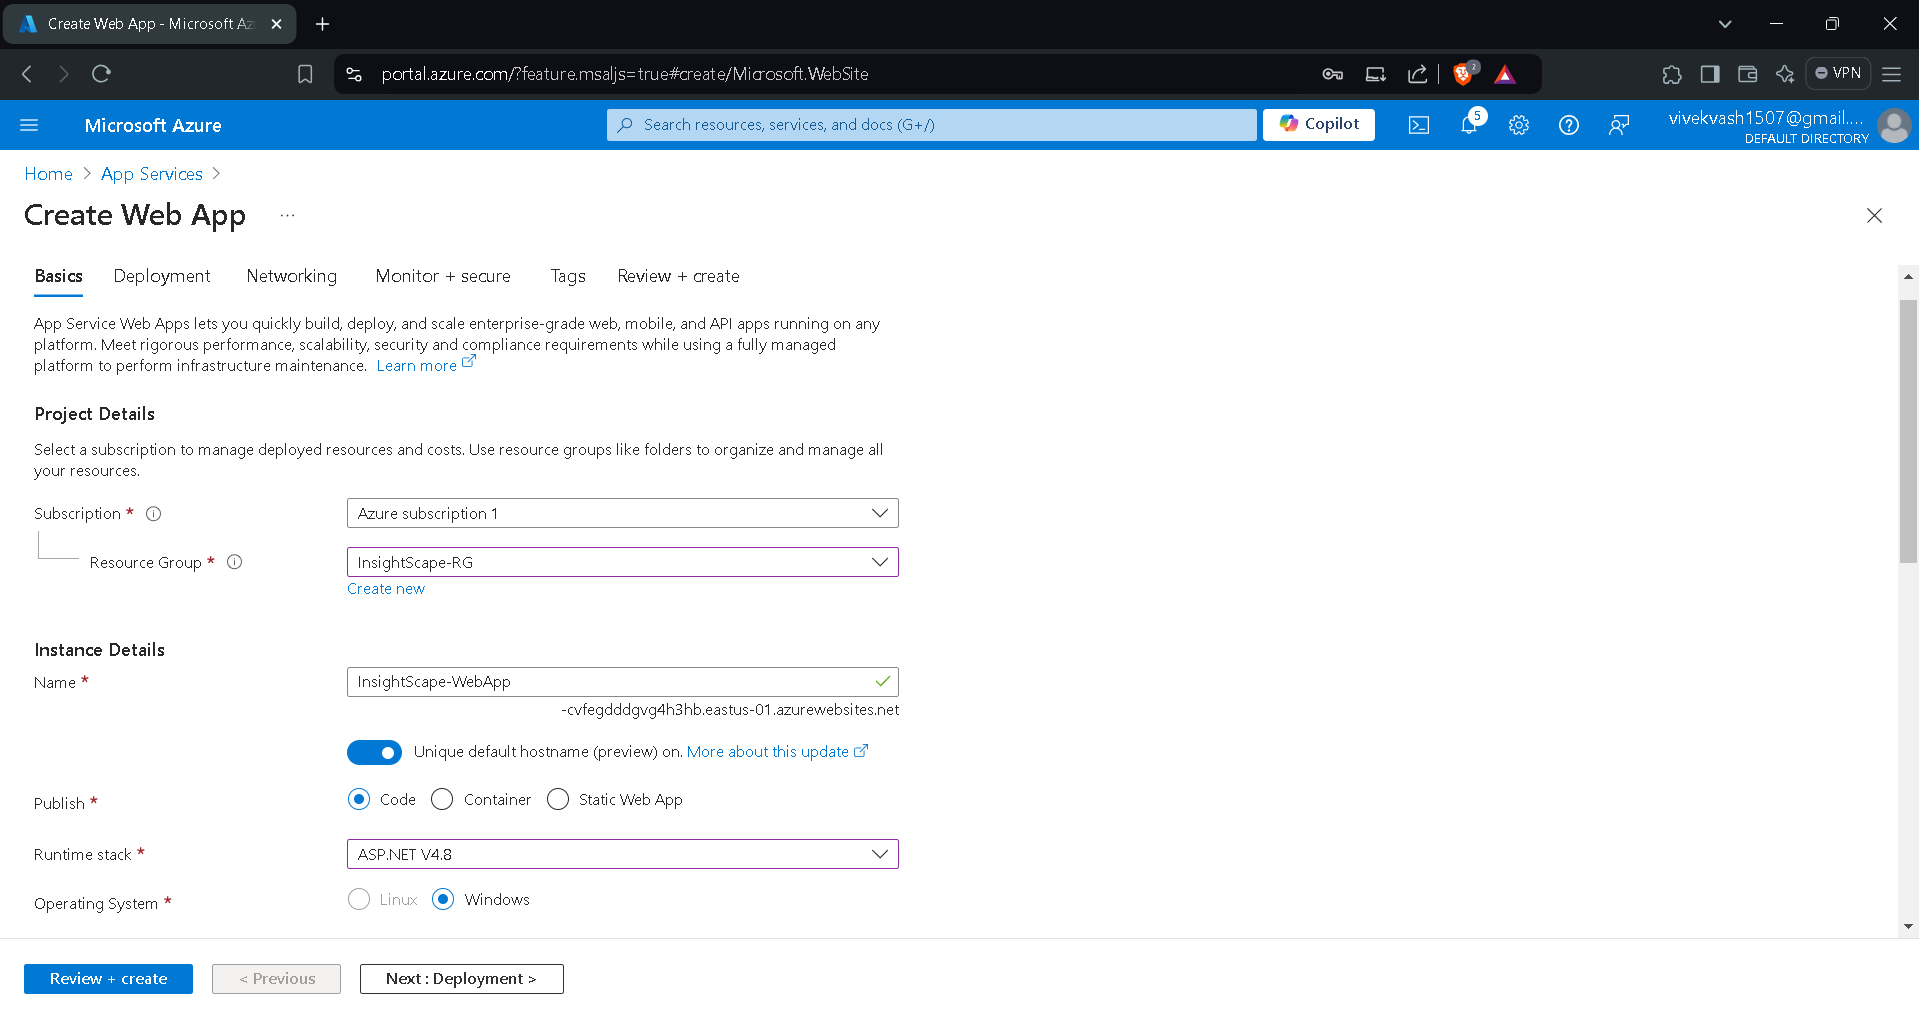 Create Web App - Microsoft Az
portal.azure.com/?feature.msaljs=true#create/Microsoft.WebSite
2
VPN
Microsoft Azure
Search resources, services, and docs (G+/)
Copilot
5
vivekvash1507@gmail....
DEFAULT DIRECTORY
Home > App Services >
Create Web App ...
Basics Deployment Networking Monitor + secure Tags Review + create
App Service Web Apps lets you quickly build, deploy, and scale enterprise-grade web, mobile, and API apps running on any
platform. Meet rigorous performance, scalability, security and compliance requirements while using a fully managed
platform to perform infrastructure maintenance. Learn more
Project Details
Select a subscription to manage deployed resources and costs. Use resource groups like folders to organize and manage all
your resources.
Subscription *
Azure subscription 1
Resource Group *
InsightScape-RG
Create new
Instance Details
Name *
InsightScape-WebApp
-cvfegdddgvg4h3hb.eastus-01.azurewebsites.net
Unique default hostname (preview) on. More about this update
Publish *
Code Container Static Web App
Runtime stack *
ASP.NET V4.8
Operating System *
Linux Windows
Review + create
< Previous
Next : Deployment >